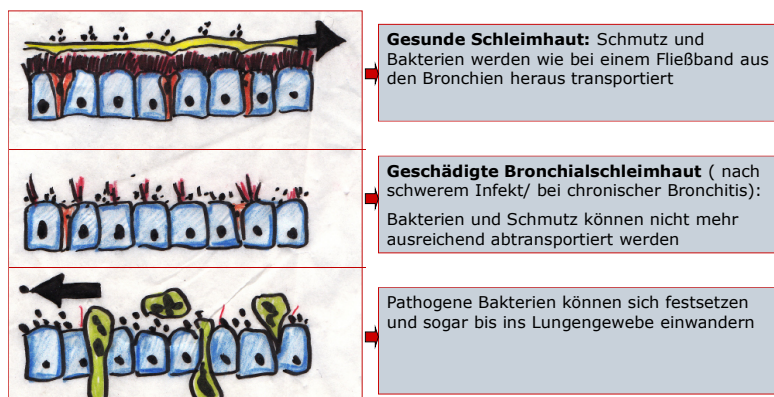 Gesunde Schleimhaut: Schmutz und
Bakterien werden wie bei einem Fließband aus
den Bronchien heraus transportiert
Geschädigte Bronchialschleimhaut ( nach
schwerem Infekt/ bei chronischer Bronchitis):
Bakterien und Schmutz können nicht mehr
ausreichend abtransportiert werden
Pathogene Bakterien können sich festsetzen
und sogar bis ins Lungengewebe einwandern